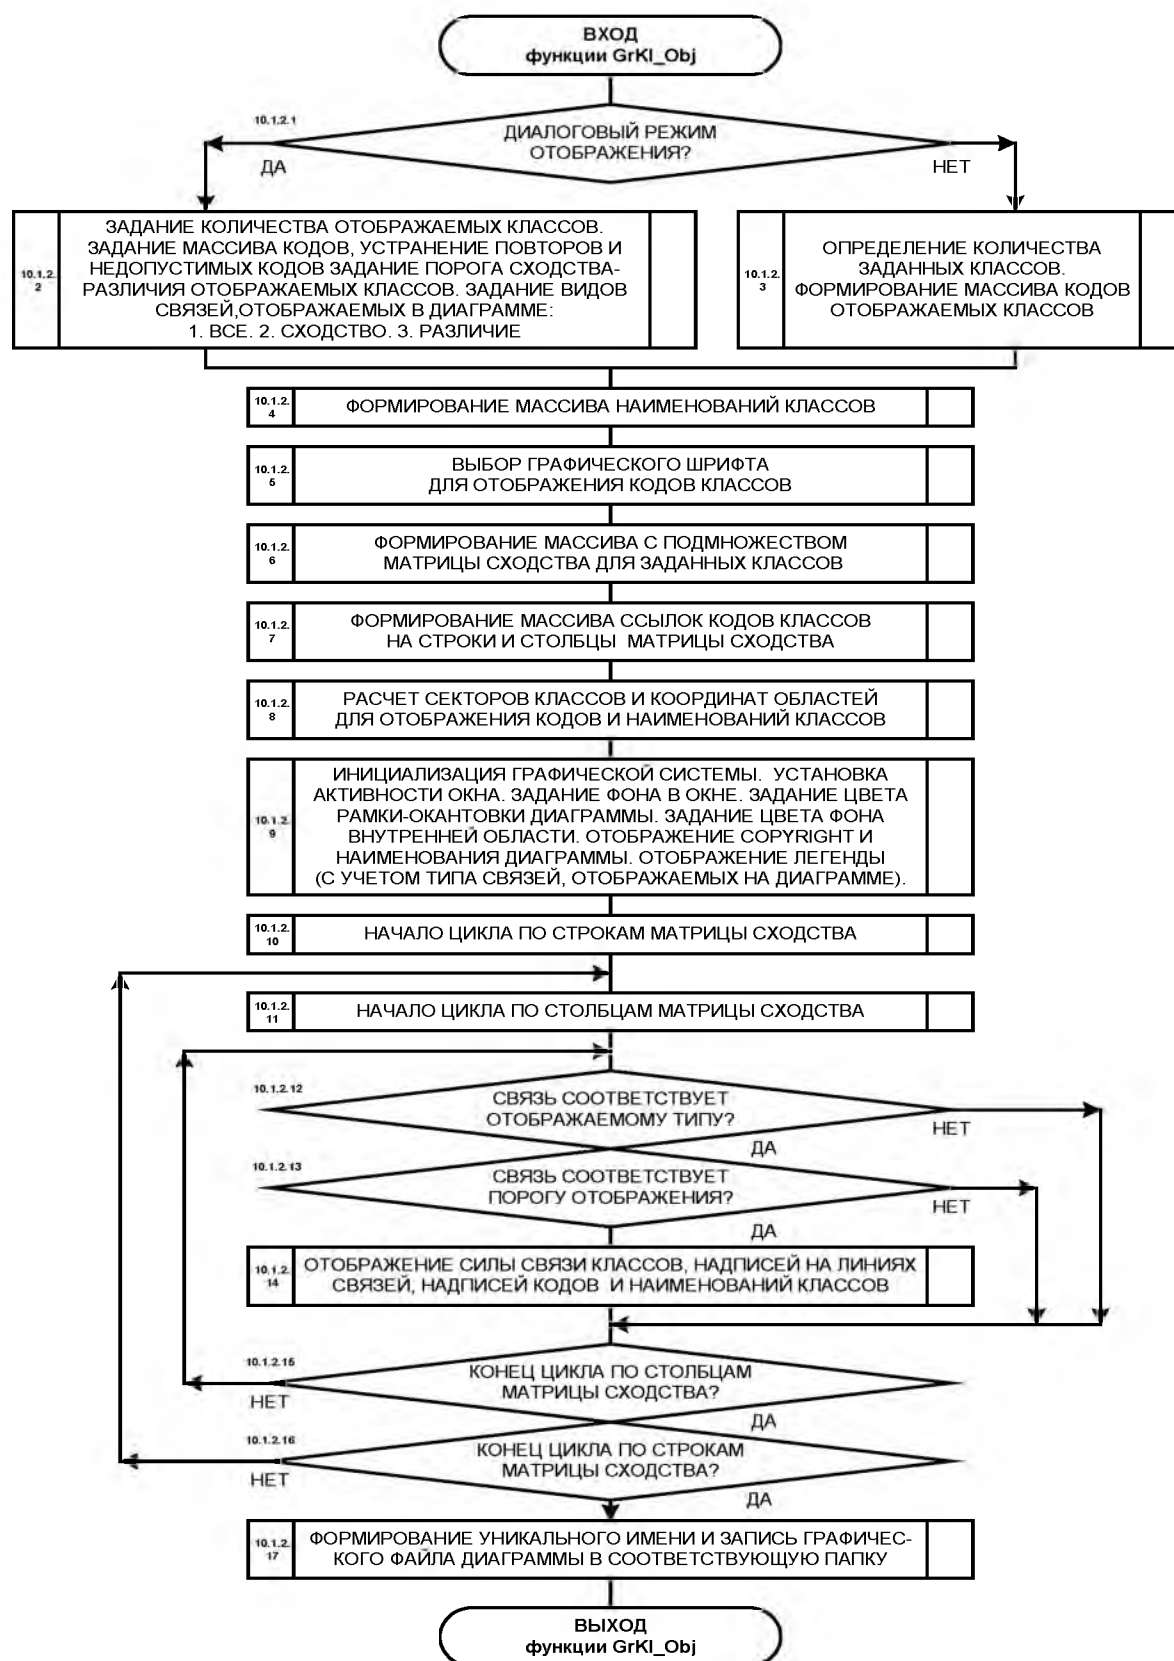 ВХОД
функции GrKl_Obj
10.1.2.1
ДИАЛОГОВЫЙ РЕЖИМ
ОТОБРАЖЕНИЯ?
ДА
НЕТ
10.1.2.
2
ЗАДАНИЕ КОЛИЧЕСТВА ОТОБРАЖАЕМЫХ КЛАССОВ.
ЗАДАНИЕ МАССИВА КОДОВ, УСТРАНЕНИЕ ПОВТОРОВ И
НЕДОПУСТИМЫХ КОДОВ ЗАДАНИЕ ПОРОГА СХОДСТВА-
РАЗЛИЧИЯ ОТОБРАЖАЕМЫХ КЛАССОВ. ЗАДАНИЕ ВИДОВ
СВЯЗЕЙ,ОТОБРАЖАЕМЫХ В ДИАГРАММЕ:
1. ВСЕ. 2. СХОДСТВО. 3. РАЗЛИЧИЕ
10.1.2.
3
ОПРЕДЕЛЕНИЕ КОЛИЧЕСТВА
ЗАДАННЫХ КЛАССОВ.
ФОРМИРОВАНИЕ МАССИВА КОДОВ
ОТОБРАЖАЕМЫХ КЛАССОВ
10.1.2.
4
ФОРМИРОВАНИЕ МАССИВА НАИМЕНОВАНИЙ КЛАССОВ
10.1.2.
5
ВЫБОР ГРАФИЧЕСКОГО ШРИФТА
ДЛЯ ОТОБРАЖЕНИЯ КОДОВ КЛАССОВ
10.1.2.
6
ФОРМИРОВАНИЕ МАССИВА С ПОДМНОЖЕСТВОМ
МАТРИЦЫ СХОДСТВА ДЛЯ ЗАДАННЫХ КЛАССОВ
10.1.2.
7
ФОРМИРОВАНИЕ МАССИВА ССЫЛОК КОДОВ КЛАССОВ
НА СТРОКИ И СТОЛБЦЫ МАТРИЦЫ СХОДСТВА
10.1.2.
8
РАСЧЕТ СЕКТОРОВ КЛАССОВ И КООРДИНАТ ОБЛАСТЕЙ
ДЛЯ ОТОБРАЖЕНИЯ КОДОВ И НАИМЕНОВАНИЙ КЛАССОВ
10.1.2.
9
ИНИЦИАЛИЗАЦИЯ ГРАФИЧЕСКОЙ СИСТЕМЫ. УСТАНОВКА
АКТИВНОСТИ ОКНА. ЗАДАНИЕ ФОНА В ОКНЕ. ЗАДАНИЕ ЦВЕТА
РАМКИ-ОКАНТОВКИ ДИАГРАММЫ. ЗАДАНИЕ ЦВЕТА ФОНА
ВНУТРЕННЕЙ ОБЛАСТИ. ОТОБРАЖЕНИЕ COPYRIGHT И
НАИМЕНОВАНИЯ ДИАГРАММЫ. ОТОБРАЖЕНИЕ ЛЕГЕНДЫ
(С УЧЕТОМ ТИПА СВЯЗЕЙ, ОТОБРАЖАЕМЫХ НА ДИАГРАММЕ).
10.1.2.
10
НАЧАЛО ЦИКЛА ПО СТРОКАМ МАТРИЦЫ СХОДСТВА
10.1.2.
11
НАЧАЛО ЦИКЛА ПО СТОЛБЦАМ МАТРИЦЫ СХОДСТВА
10.1.2.12
СВЯЗЬ СООТВЕТСТВУЕТ
ОТОБРАЖАЕМОМУ ТИПУ?
НЕТ
ДА
10.1.2.13
СВЯЗЬ СООТВЕТСТВУЕТ
ПОРОГУ ОТОБРАЖЕНИЯ?
НЕТ
ДА
10.1.2.
14
ОТОБРАЖЕНИЕ СИЛЫ СВЯЗИ КЛАССОВ, НАДПИСЕЙ НА ЛИНИЯХ
СВЯЗЕЙ, НАДПИСЕЙ КОДОВ И НАИМЕНОВАНИЙ КЛАССОВ
10.1.2.15
КОНЕЦ ЦИКЛА ПО СТОЛБЦАМ
МАТРИЦЫ СХОДСТВА?
НЕТ
ДА
10.1.2.16
КОНЕЦ ЦИКЛА ПО СТРОКАМ
МАТРИЦЫ СХОДСТВА?
НЕТ
ДА
10.1.2.
17
ФОРМИРОВАНИЕ УНИКАЛЬНОГО ИМЕНИ И ЗАПИСЬ ГРАФИЧЕС-
КОГО ФАЙЛА ДИАГРАММЫ В СООТВЕТСТВУЮЩУЮ ПАПКУ
ВЫХОД
функции GrKl_Obj